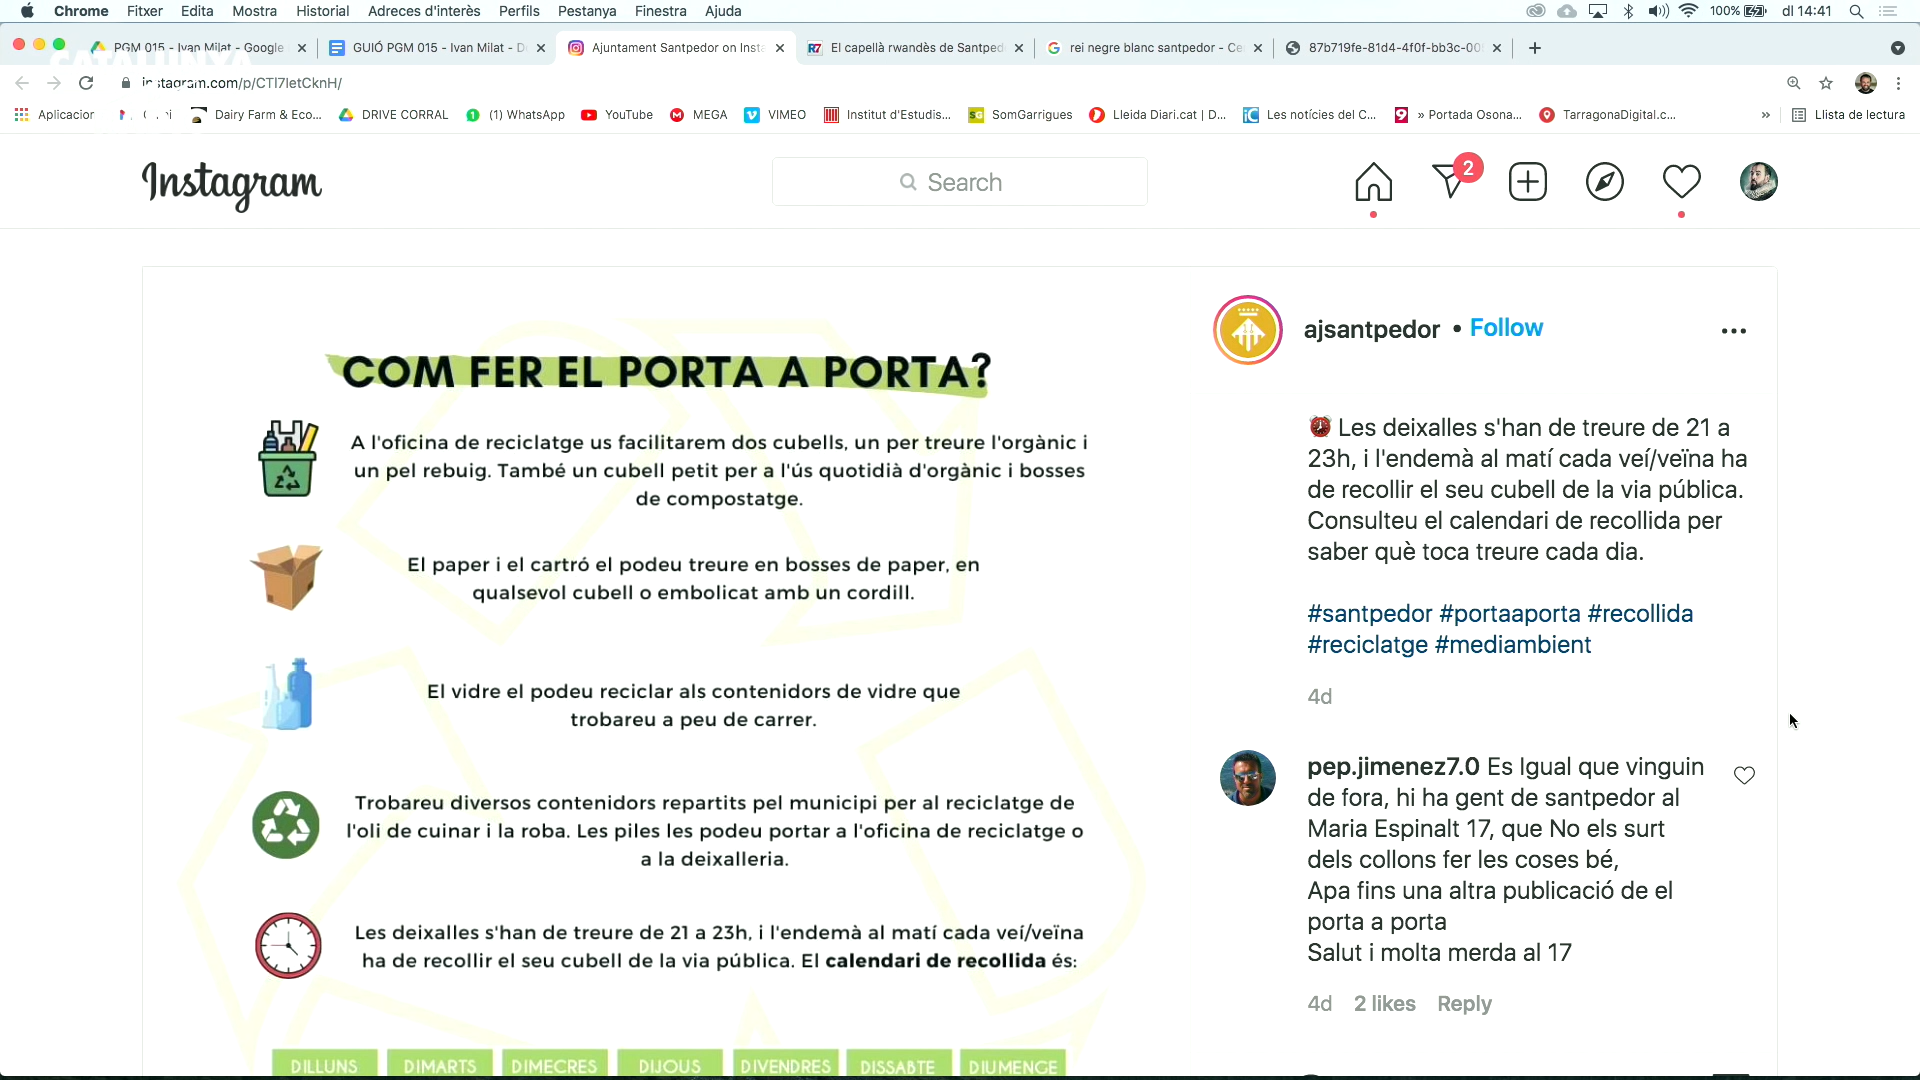 Chrome Fitxer Edita Mostra Historial Adreces d'interès Perfils Pestanya Finestra Ajuda 100% dl 14:41
PGM 015 - Ivan Milat - Google
GUIÓ PGM 015 - Ivan Milat - D
Ajuntament Santpedor on Insta
El capellà rwandès de Santped
rei negre blanc santpedor - Ce
87b719fe-81d4-4f0f-bb3c-00
CATALUNYA
instagram.com/p/CTl7letCknH/
Aplicacion
Dairy Farm & Eco...
DRIVE CORRAL
(1) WhatsApp
YouTube
MEGA
VIMEO
Institut d'Estudis...
SomGarrigues
Lleida Diari.cat | D...
Les notícies del C...
» Portada Osona...
TarragonaDigital.c...
»
Llista de lectura
Instagram
Search
2
COM FER EL PORTA A PORTA?
A l'oficina de reciclatge us facilitarem dos cubells, un per treure l'orgànic i
un pel rebuig. També un cubell petit per a l'ús quotidià d'orgànic i bosses
de compostatge.
El paper i el cartró el podeu treure en bosses de paper, en
qualsevol cubell o embolicat amb un cordill.
El vidre el podeu reciclar als contenidors de vidre que
trobareu a peu de carrer.
Trobareu diversos contenidors repartits pel municipi per al reciclatge de
l'oli de cuinar i la roba. Les piles les podeu portar a l'oficina de reciclatge o
a la deixalleria.
Les deixalles s'han de treure de 21 a 23h, i l'endemà al matí cada veí/veïna
ha de recollir el seu cubell de la via pública. El calendari de recollida és:
DILLUNS DIMARTS DIMECRES DIJOUS DIVENDRES DISSABTE DIUMENGE
ajsantpedor • Follow
Les deixalles s'han de treure de 21 a
23h, i l'endemà al matí cada veí/veïna ha
de recollir el seu cubell de la via pública.
Consulteu el calendari de recollida per
saber què toca treure cada dia.
#santpedor #portaaporta #recollida
#reciclatge #mediambient
4d
pep.jimenez7.0 Es Igual que vinguin
de fora, hi ha gent de santpedor al
Maria Espinalt 17, que No els surt
dels collons fer les coses bé,
Apa fins una altra publicació de el
porta a porta
Salut i molta merda al 17
4d 2 likes Reply